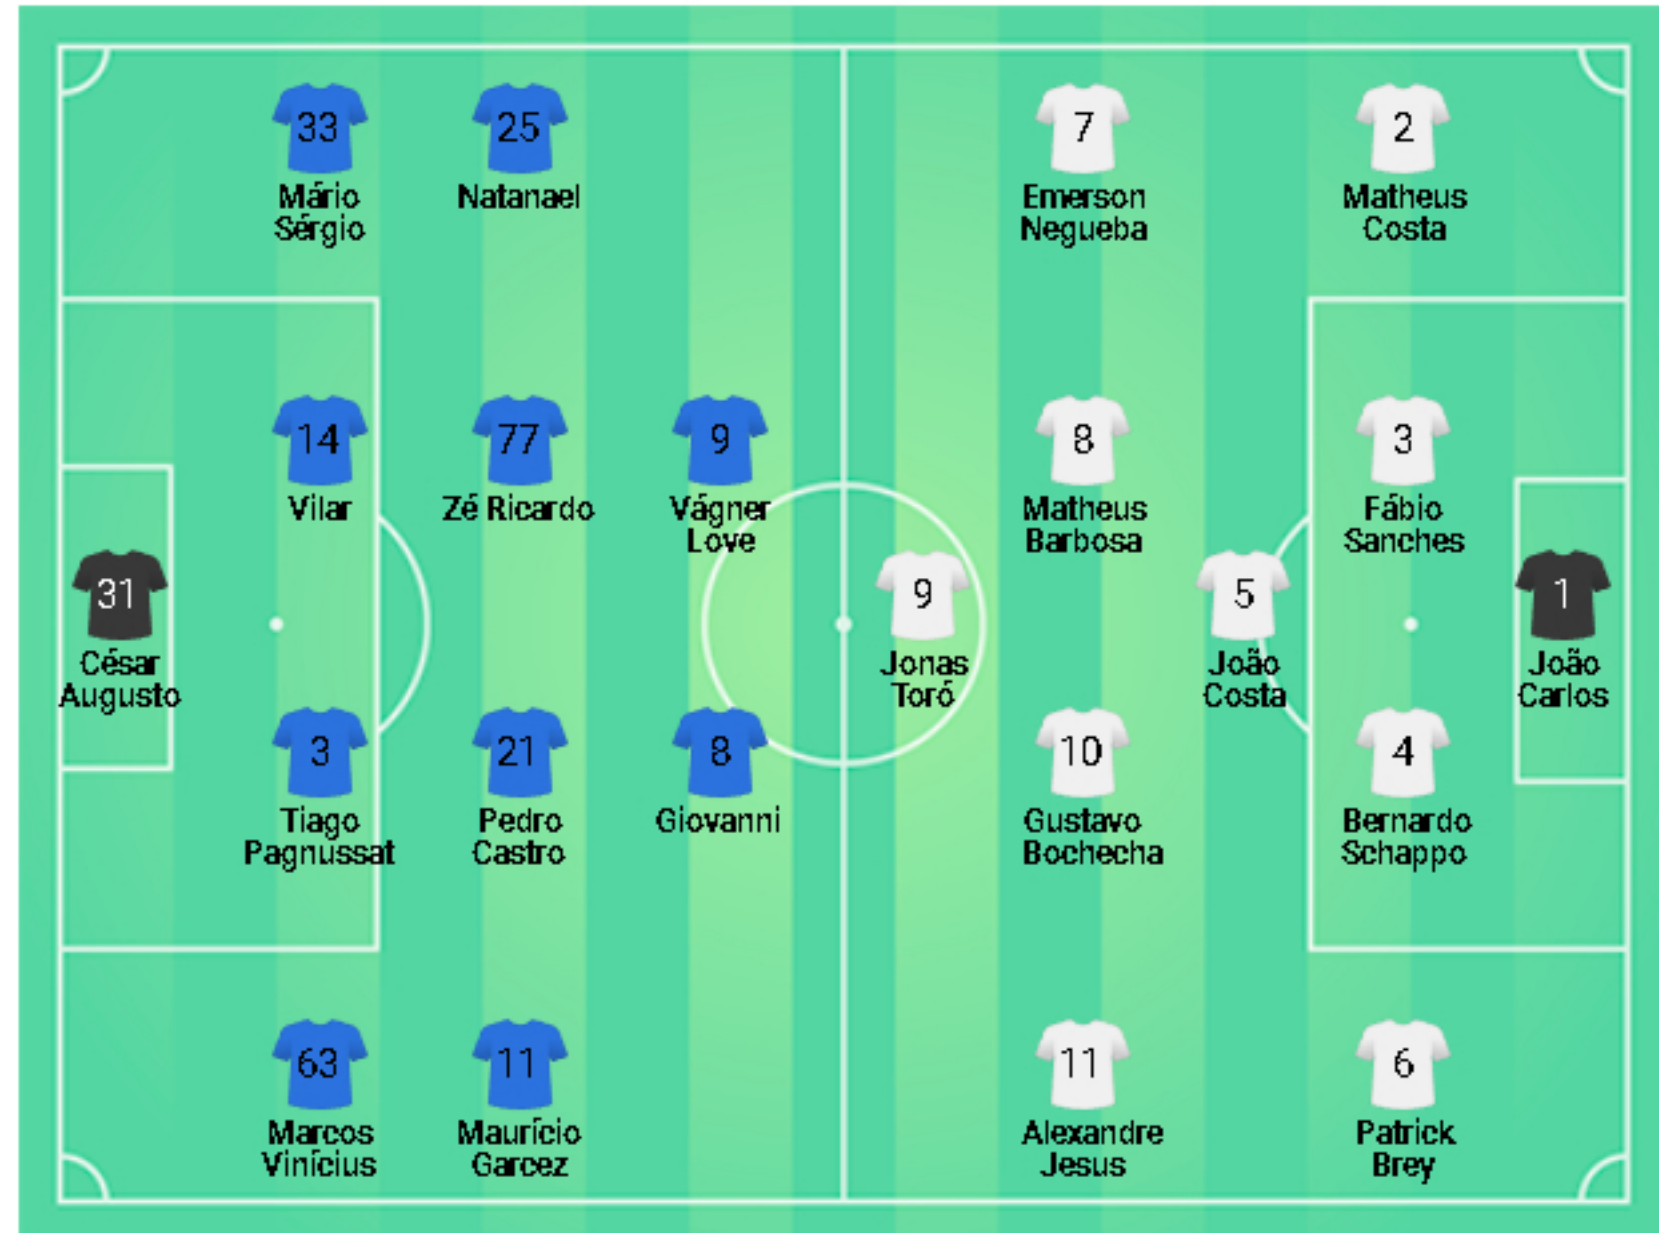 33
Mário
Sérgio
25
Natanael
7
Emerson
Negueba
2
Matheus
Costa
14
Vilar
77
Zé Ricardo
9
Vágner
Love
8
Matheus
Barbosa
3
Fábio
Sanches
31
César
Augusto
9
Jonas
Toró
5
João
Costa
1
João
Carlos
3
Tiago
Pagnussat
21
Pedro
Castro
8
Giovanni
10
Gustavo
Bochecha
4
Bernardo
Schappo
63
Marcos
Vinícius
11
Maurício
Garcez
11
Alexandre
Jesus
6
Patrick
Brey